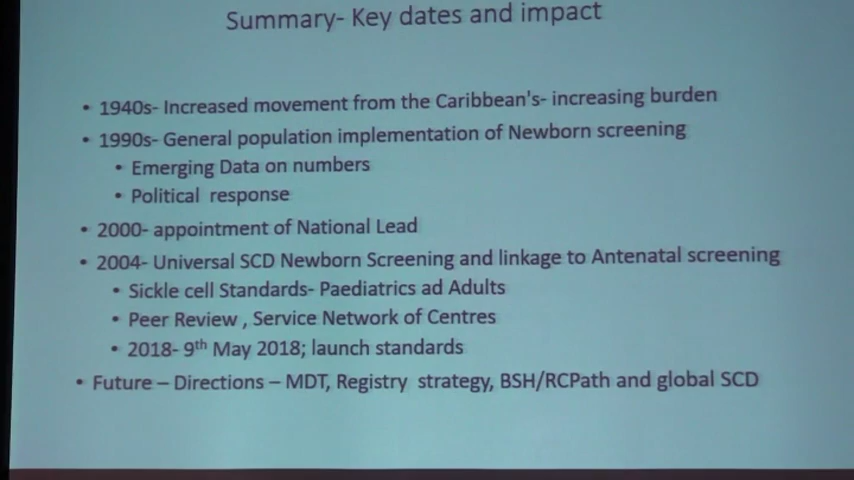 Summary- Key dates and impact
• 1940s- Increased movement from the Caribbean's- increasing burden
• 1990s- General population implementation of Newborn screening
• Emerging Data on numbers
• Political response
• 2000- appointment of National Lead
• 2004- Universal SCD Newborn Screening and linkage to Antenatal screening
• Sickle cell Standards- Paediatrics ad Adults
• Peer Review , Service Network of Centres
• 2018- 9th May 2018; launch standards
• Future – Directions – MDT, Registry strategy, BSH/RCPath and global SCD